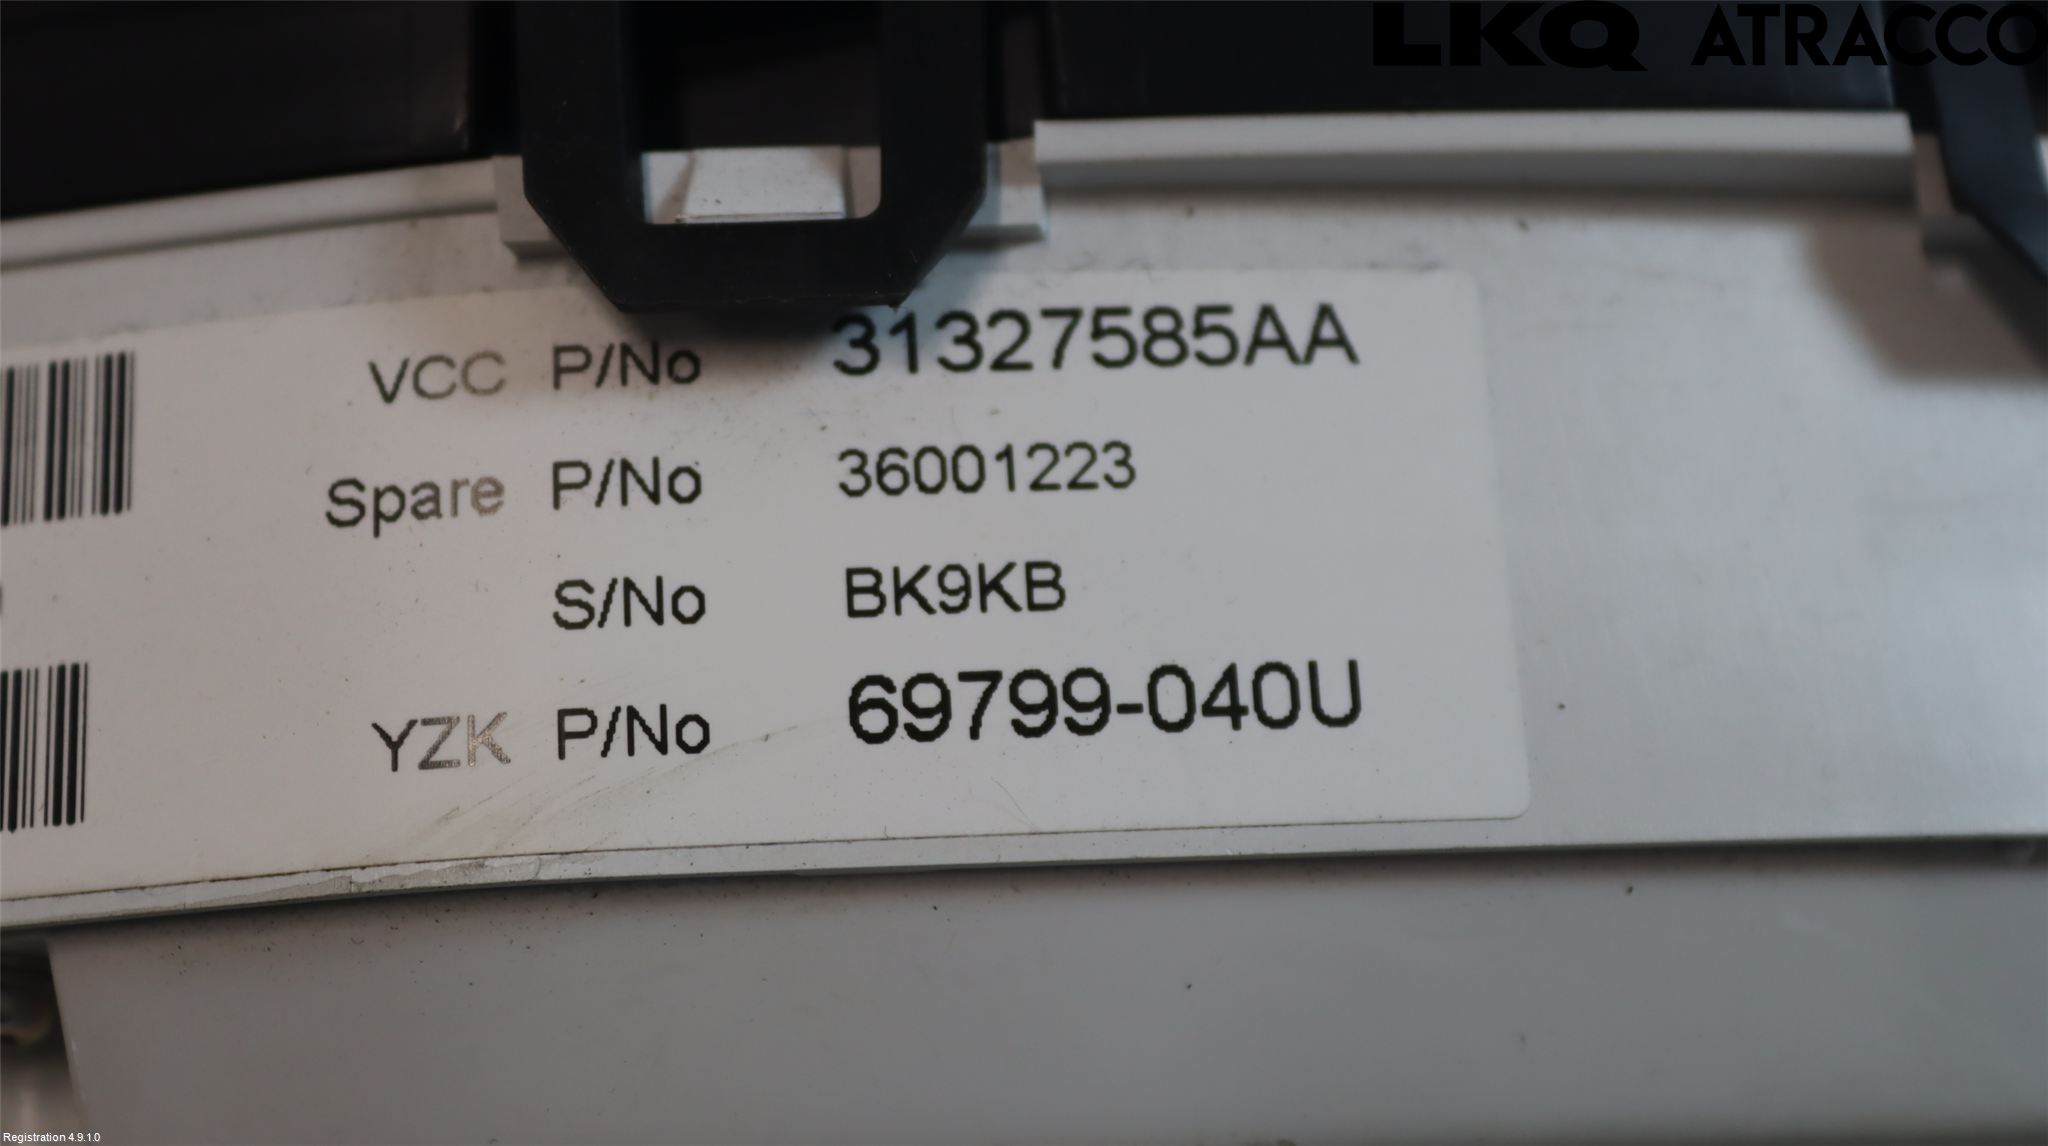 LKQ ATRACCO
VCC P/No 31327585AA
Spare P/No 36001223
S/No BK9KB
YZK P/No 69799-040U
Registration 4.9.1.0